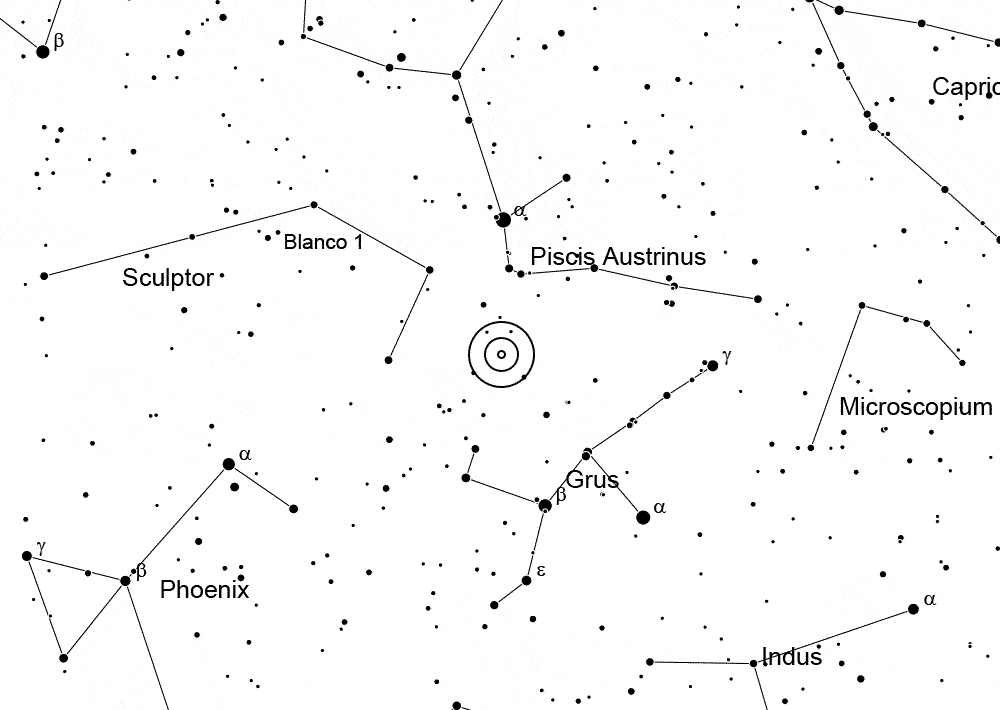 β
Capric
α
Blanco 1
Piscis Austrinus
Sculptor
γ
Microscopium
α
Grus
β
α
γ
β
ε
Phoenix
α
Indus